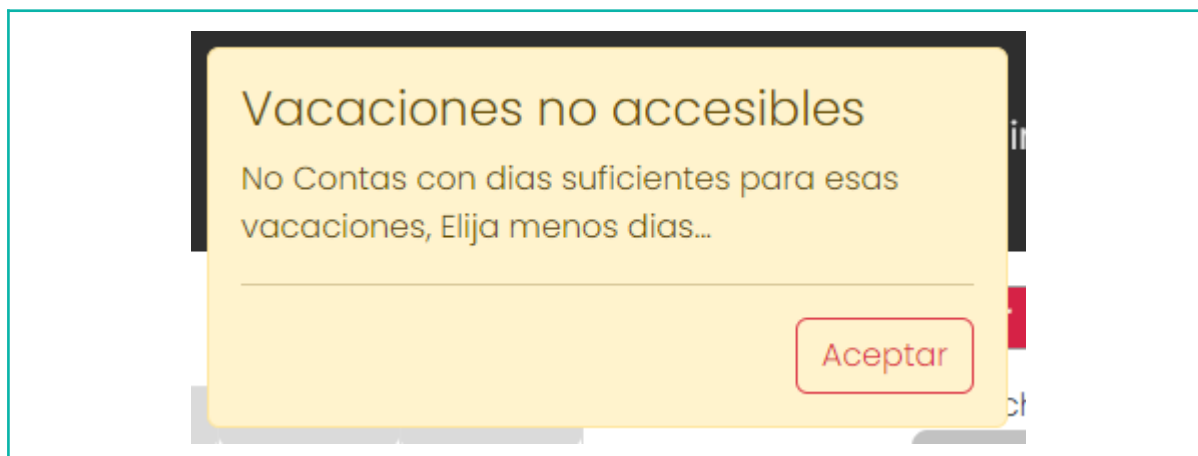 Vacaciones no accesibles
No Contas con dias suficientes para esas
vacaciones, Elija menos dias...
Aceptar